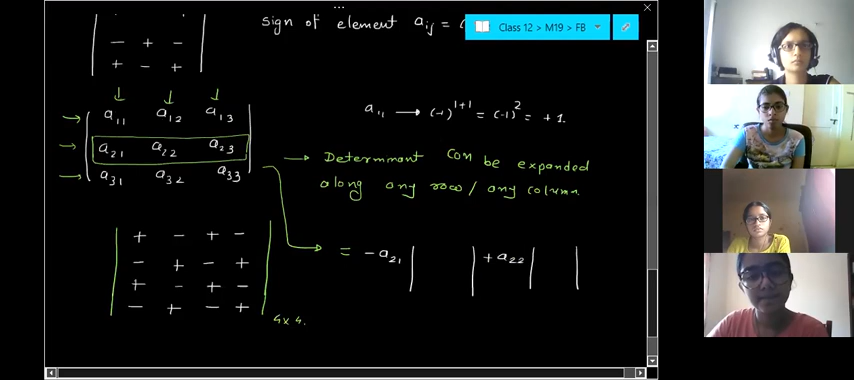 sign of element aij =
Class 12 > M19 > FB
− + −
+ − +
a11 a12 a13
a21 a22 a23
a31 a32 a33
a11 → (-1)^1+1 = (-1)^2 = +1.
→ Determinant can be expanded
along any row / any column.
+ − + −
− + − +
+ − + −
− + − +
4×4.
= − a21 | | + a22 | |